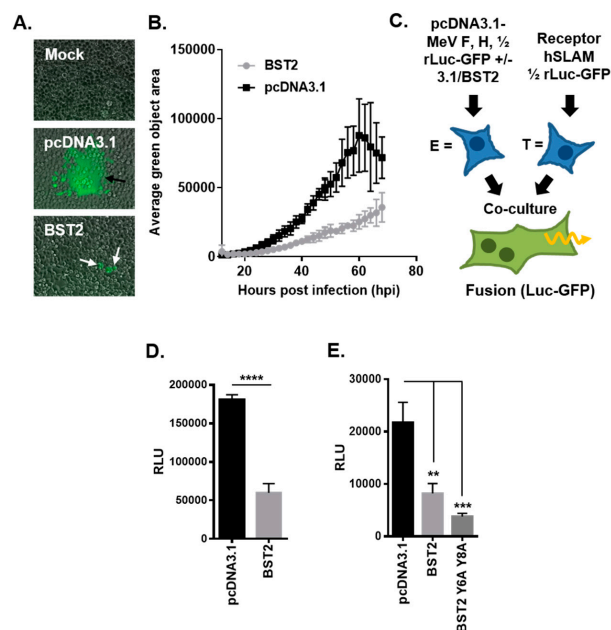 A.
Mock
pcDNA3.1
BST2
B.
Average green object area
150000
100000
50000
0
0
20
40
60
80
BST2
pcDNA3.1
Hours post infection (hpi)
C.
pcDNA3.1-
MeV F, H, ½
rLuc-GFP +/-
3.1/BST2
Receptor
hSLAM
½ rLuc-GFP
E =
T =
Co-culture
Fusion (Luc-GFP)
D.
RLU
200000
150000
100000
50000
0
****
pcDNA3.1
BST2
E.
RLU
30000
20000
10000
0
**
***
pcDNA3.1
BST2
BST2 Y6A Y8A